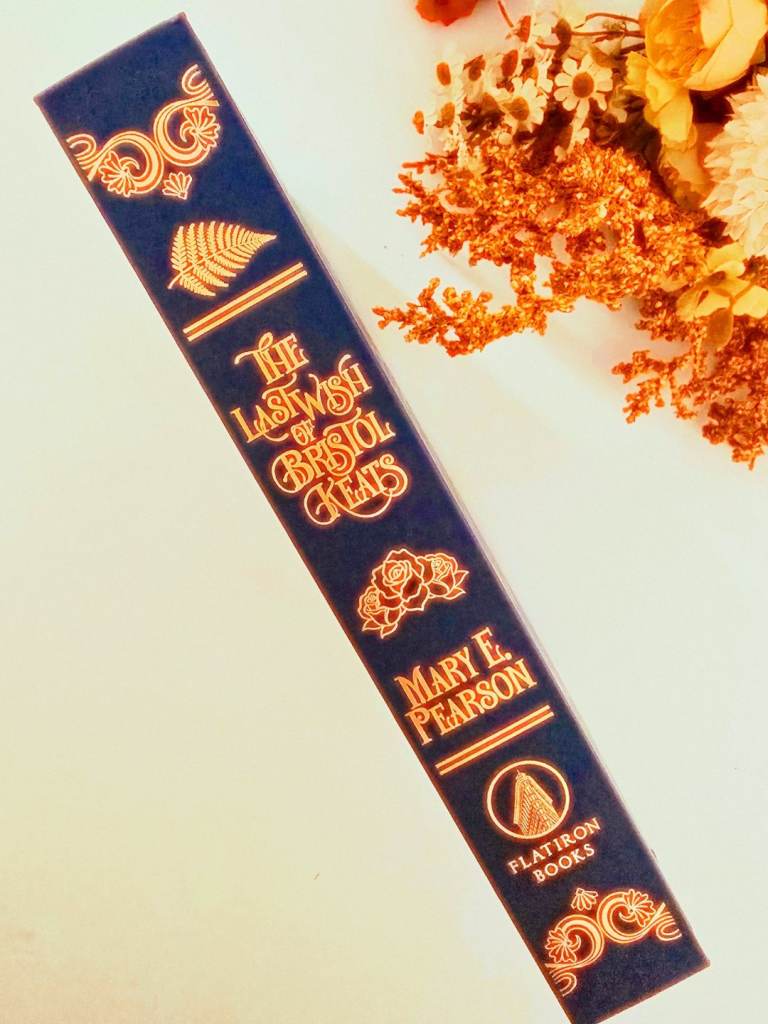 THE
LAST WISH
OF
BRISTOL
KEATS
MARY E.
PEARSON
FLATIRON
BOOKS